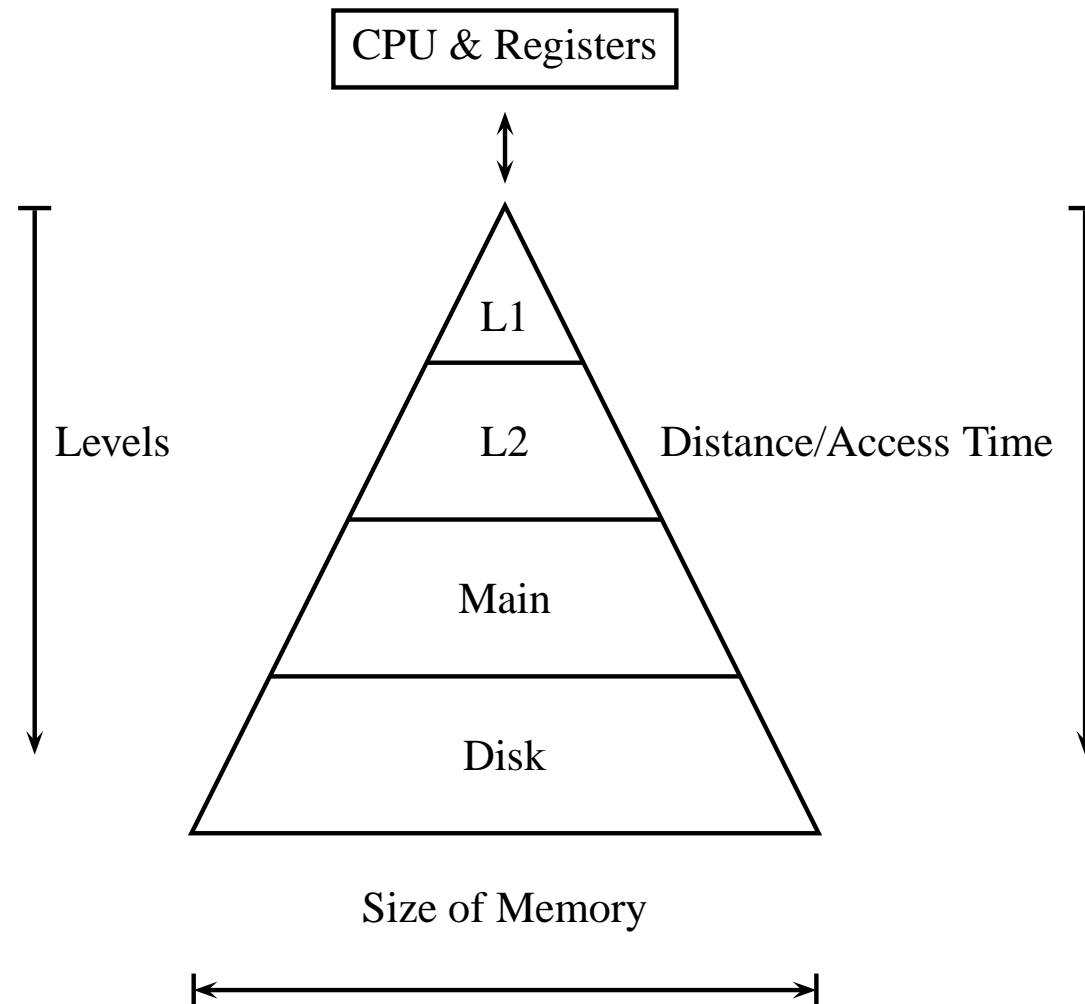 CPU & Registers
L1
Levels
L2
Distance/Access Time
Main
Disk
Size of Memory